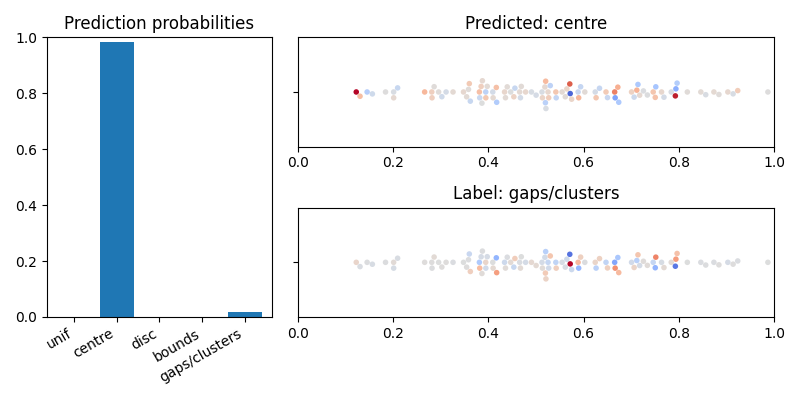 Prediction probabilities
1.0
0.8
0.6
0.4
0.2
0.0
unif
centre
disc
bounds
gaps/clusters
Predicted: centre
0.0 0.2 0.4 0.6 0.8 1.0
Label: gaps/clusters
0.0 0.2 0.4 0.6 0.8 1.0